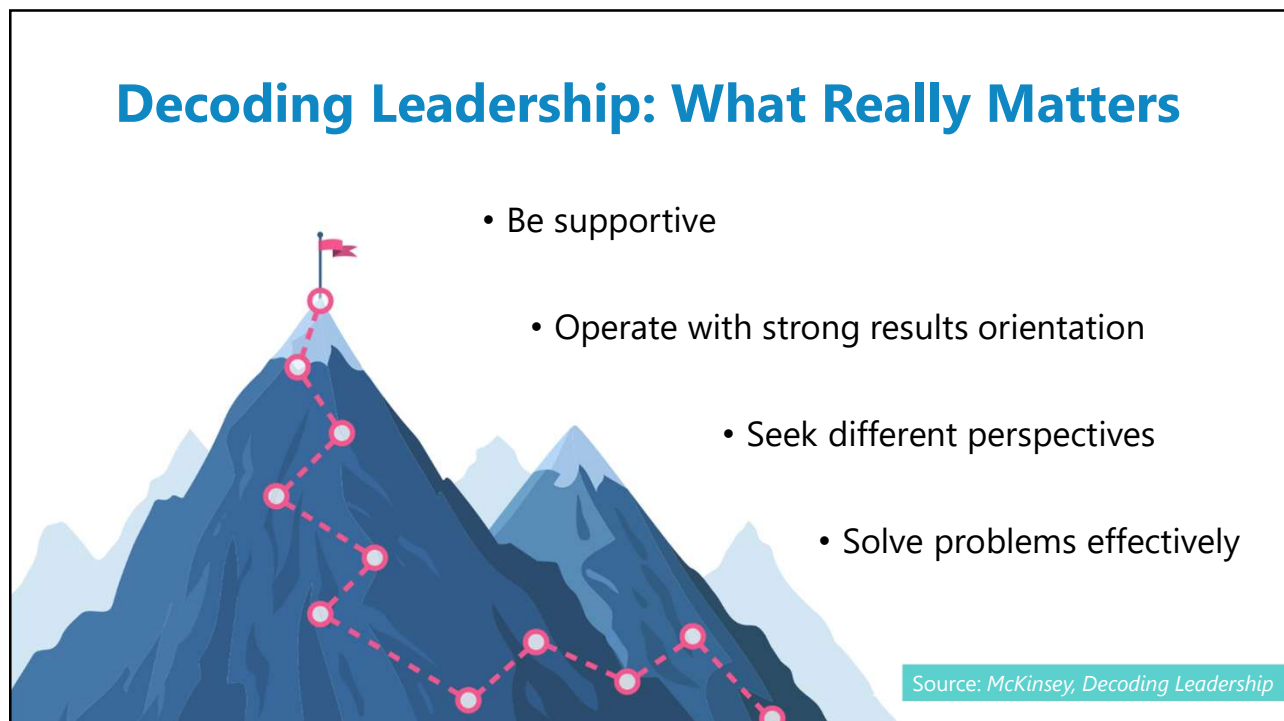 Decoding Leadership: What Really Matters
• Be supportive
• Operate with strong results orientation
• Seek different perspectives
• Solve problems effectively
Source: McKinsey, Decoding Leadership